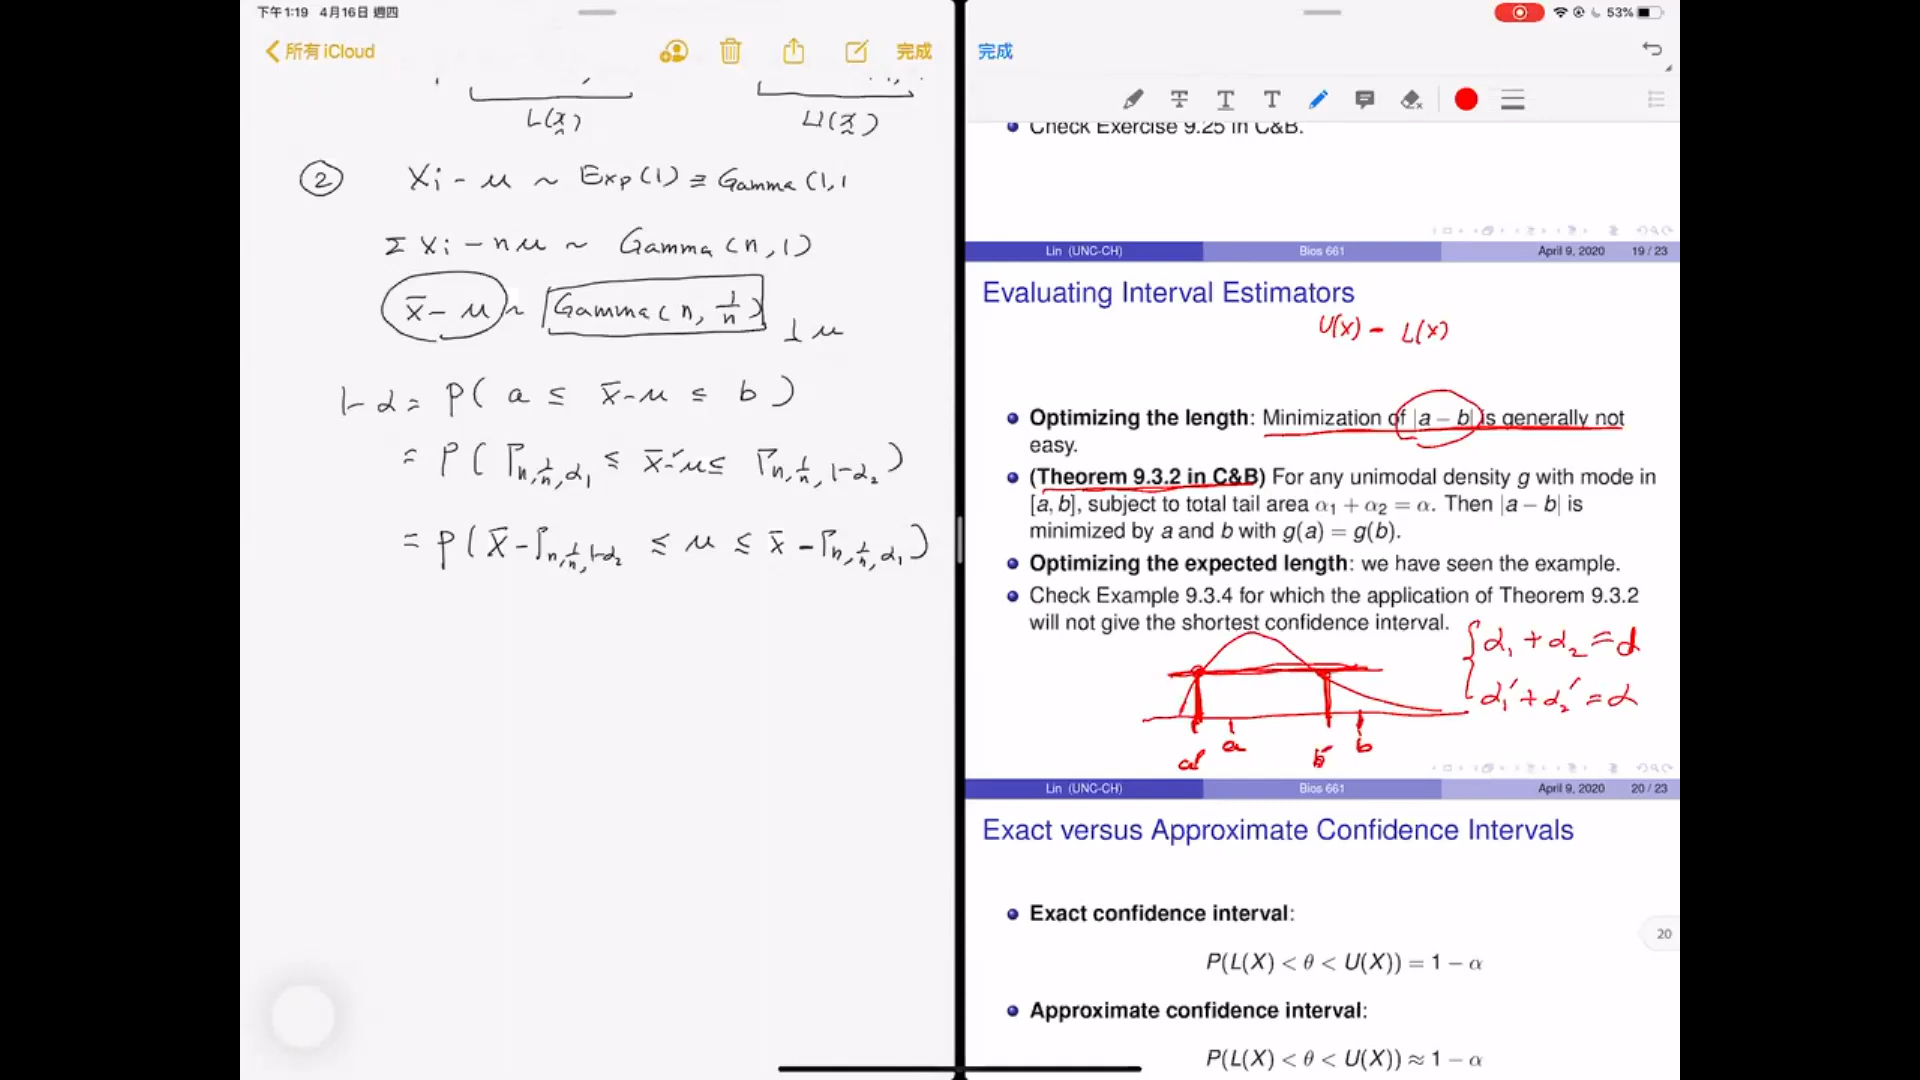 下午1:19 4月16日 週四
所有 iCloud
完成
L(x)
U(x)
② Xi - μ ~ Exp(1) ≡ Gamma(1,1
Σ Xi - nμ ~ Gamma(n,1)
x̄ - μ ~ Gamma(n, 1/n) ⊥ μ
1-α = P( a ≤ x̄-μ ≤ b )
= P( Γn,1/n,α1 ≤ x̄-μ ≤ Γn,1/n,1-α2 )
= P( x̄-Γn,1/n,1-α2 ≤ μ ≤ x̄-Γn,1/n,α1 )
53%
完成
Check Exercise 9.25 in C&B.
Lin (UNC-CH) Bios 661 April 9, 2020 19 / 23
Evaluating Interval Estimators
U(x) - L(x)
Optimizing the length: Minimization of |a − b| is generally not
easy.
(Theorem 9.3.2 in C&B) For any unimodal density g with mode in
[a, b], subject to total tail area α1 + α2 = α. Then |a − b| is
minimized by a and b with g(a) = g(b).
Optimizing the expected length: we have seen the example.
Check Example 9.3.4 for which the application of Theorem 9.3.2
will not give the shortest confidence interval.
α1 + α2 = α
α1′ + α2′ = α
a′ a b′ b
Lin (UNC-CH) Bios 661 April 9, 2020 20 / 23
Exact versus Approximate Confidence Intervals
Exact confidence interval:
P(L(X) < θ < U(X)) = 1 − α
20
Approximate confidence interval:
P(L(X) < θ < U(X)) ≈ 1 − α